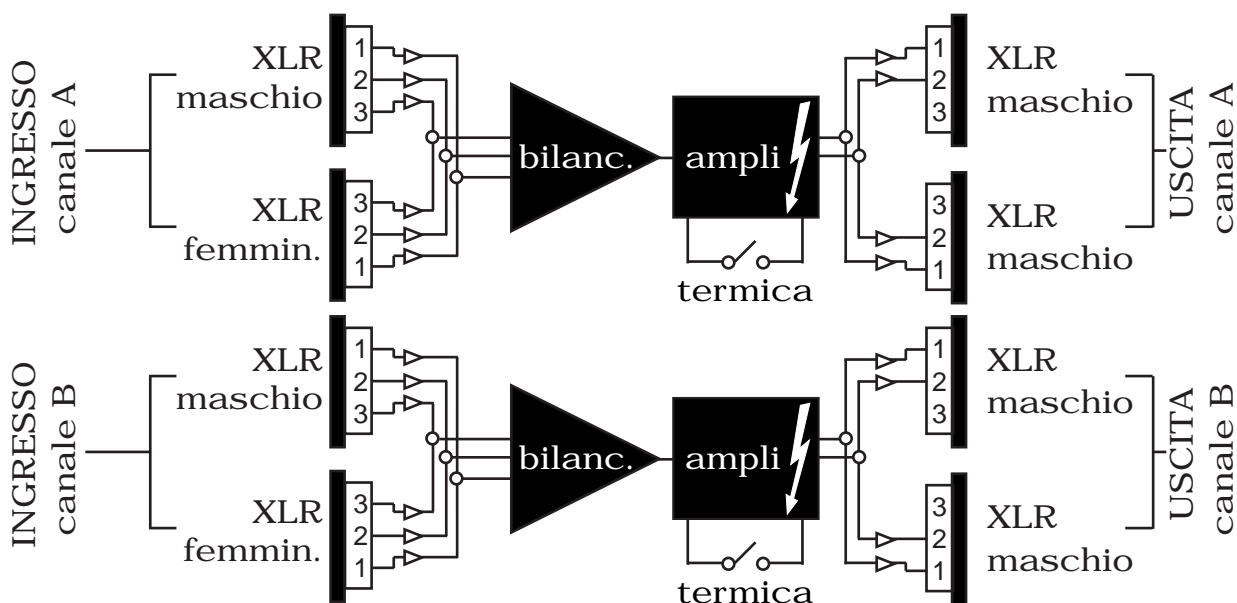 INGRESSO
canale A
XLR
maschio
1
2
3
XLR
femmin.
3
2
1
bilanc.
ampli
termica
1
2
3
XLR
maschio
3
2
1
XLR
maschio
USCITA
canale A
INGRESSO
canale B
XLR
maschio
1
2
3
XLR
femmin.
3
2
1
bilanc.
ampli
termica
1
2
3
XLR
maschio
3
2
1
XLR
maschio
USCITA
canale B